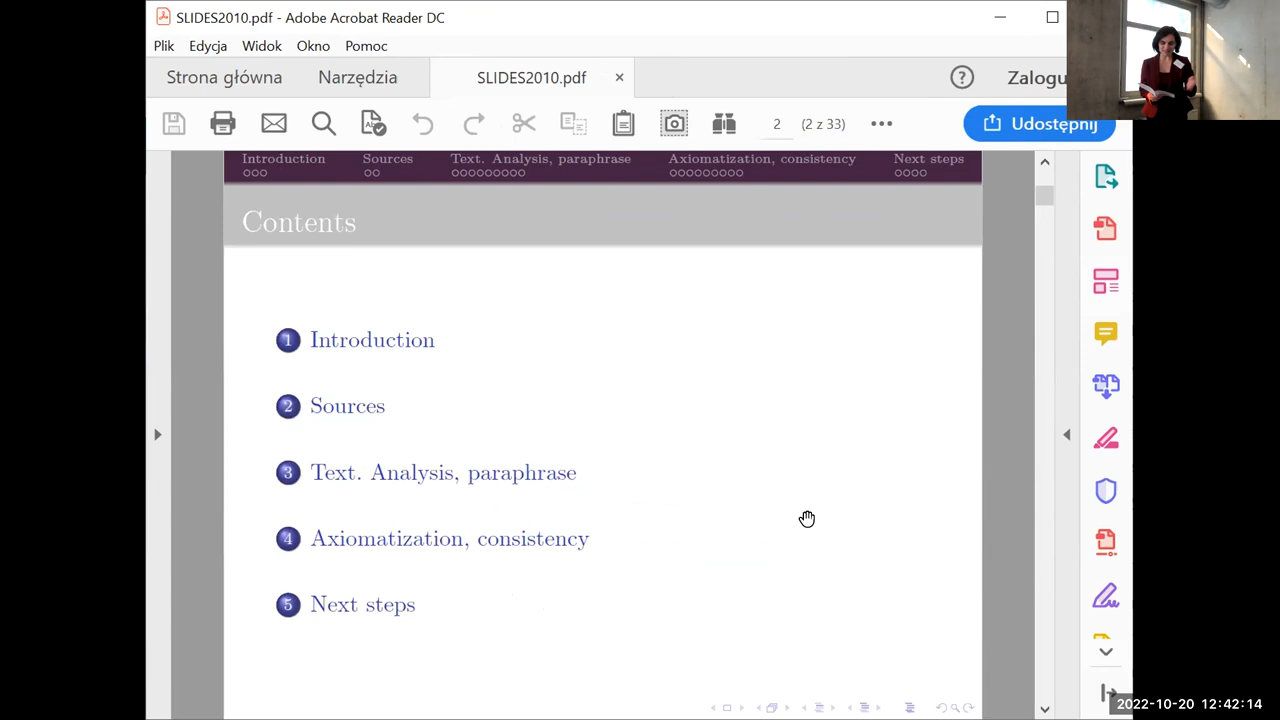 SLIDES2010.pdf - Adobe Acrobat Reader DC
Plik Edycja Widok Okno Pomoc
Strona główna Narzędzia SLIDES2010.pdf × ? Zalogu
2 (2 z 33) Udostępnij
Introduction Sources Text. Analysis, paraphrase Axiomatization, consistency Next steps
Contents
1 Introduction
2 Sources
3 Text. Analysis, paraphrase
4 Axiomatization, consistency
5 Next steps
2022-10-20 12:42:14